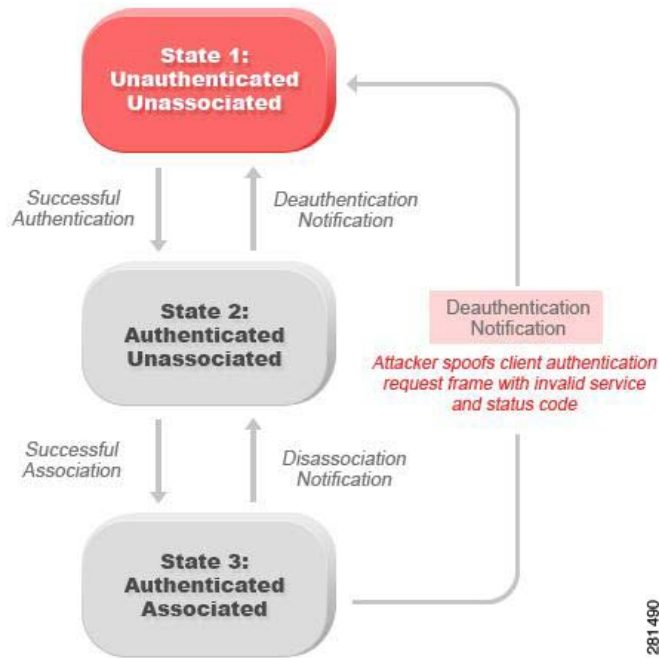 State 1:
Unauthenticated
Unassociated
Successful
Authentication
Deauthentication
Notification
State 2:
Authenticated
Unassociated
Deauthentication
Notification
Attacker spoofs client authentication
request frame with invalid service
and status code
Successful
Association
Disassociation
Notification
State 3:
Authenticated
Associated
281490